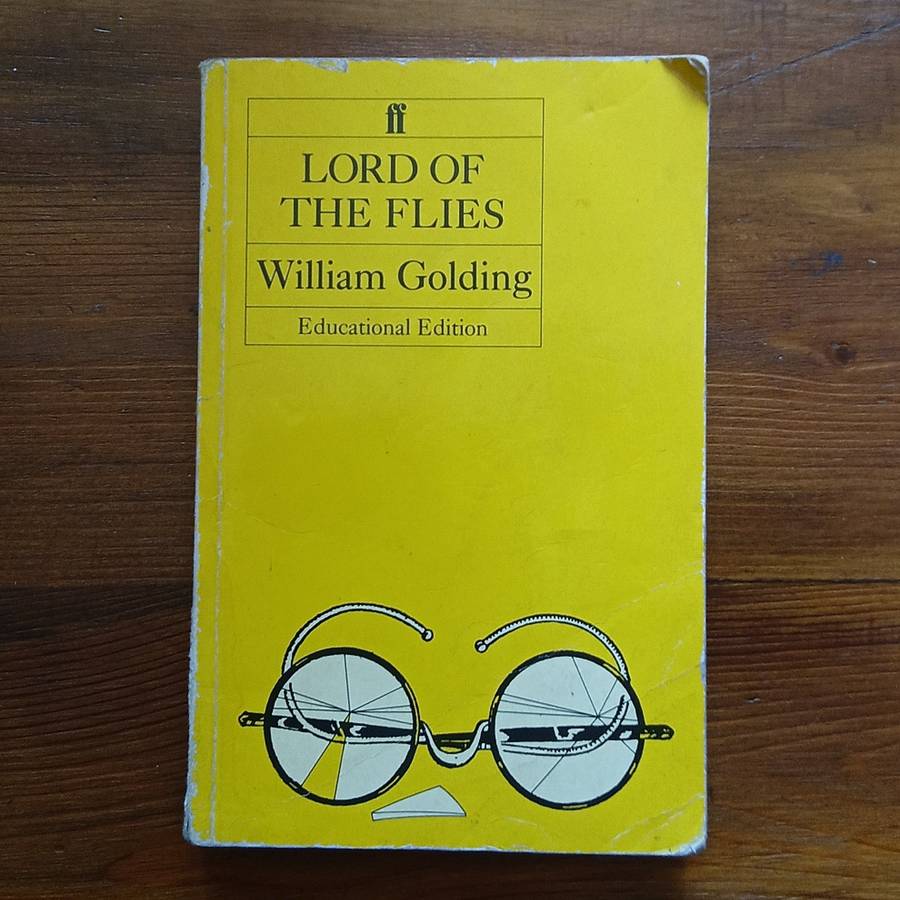 ff
LORD OF
THE FLIES
William Golding
Educational Edition